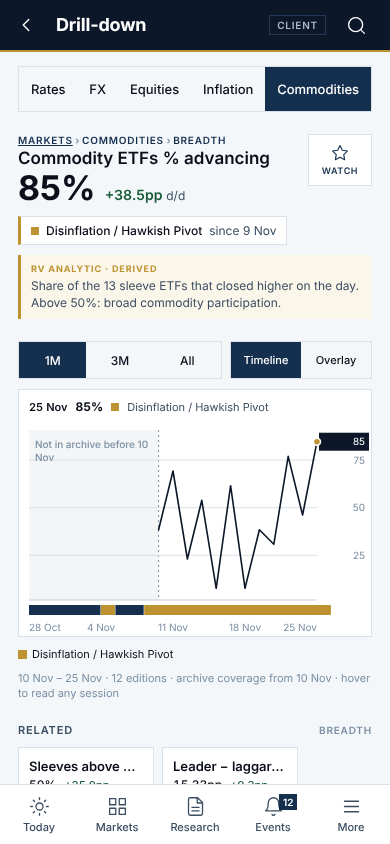 Drill-down
CLIENT
Rates FX Equities Inflation Commodities
MARKETS › COMMODITIES › BREADTH
Commodity ETFs % advancing
85% +38.5pp d/d
WATCH
Disinflation / Hawkish Pivot since 9 Nov
RV ANALYTIC · DERIVED
Share of the 13 sleeve ETFs that closed higher on the day.
Above 50%: broad commodity participation.
1M 3M All
Timeline Overlay
25 Nov 85% Disinflation / Hawkish Pivot
Not in archive before 10
Nov
85
75
50
25
28 Oct 4 Nov 11 Nov 18 Nov 25 Nov
Disinflation / Hawkish Pivot
10 Nov – 25 Nov · 12 editions · archive coverage from 10 Nov · hover
to read any session
RELATED BREADTH
Sleeves above ... Leader – laggar...
12
Today Markets Research Events More